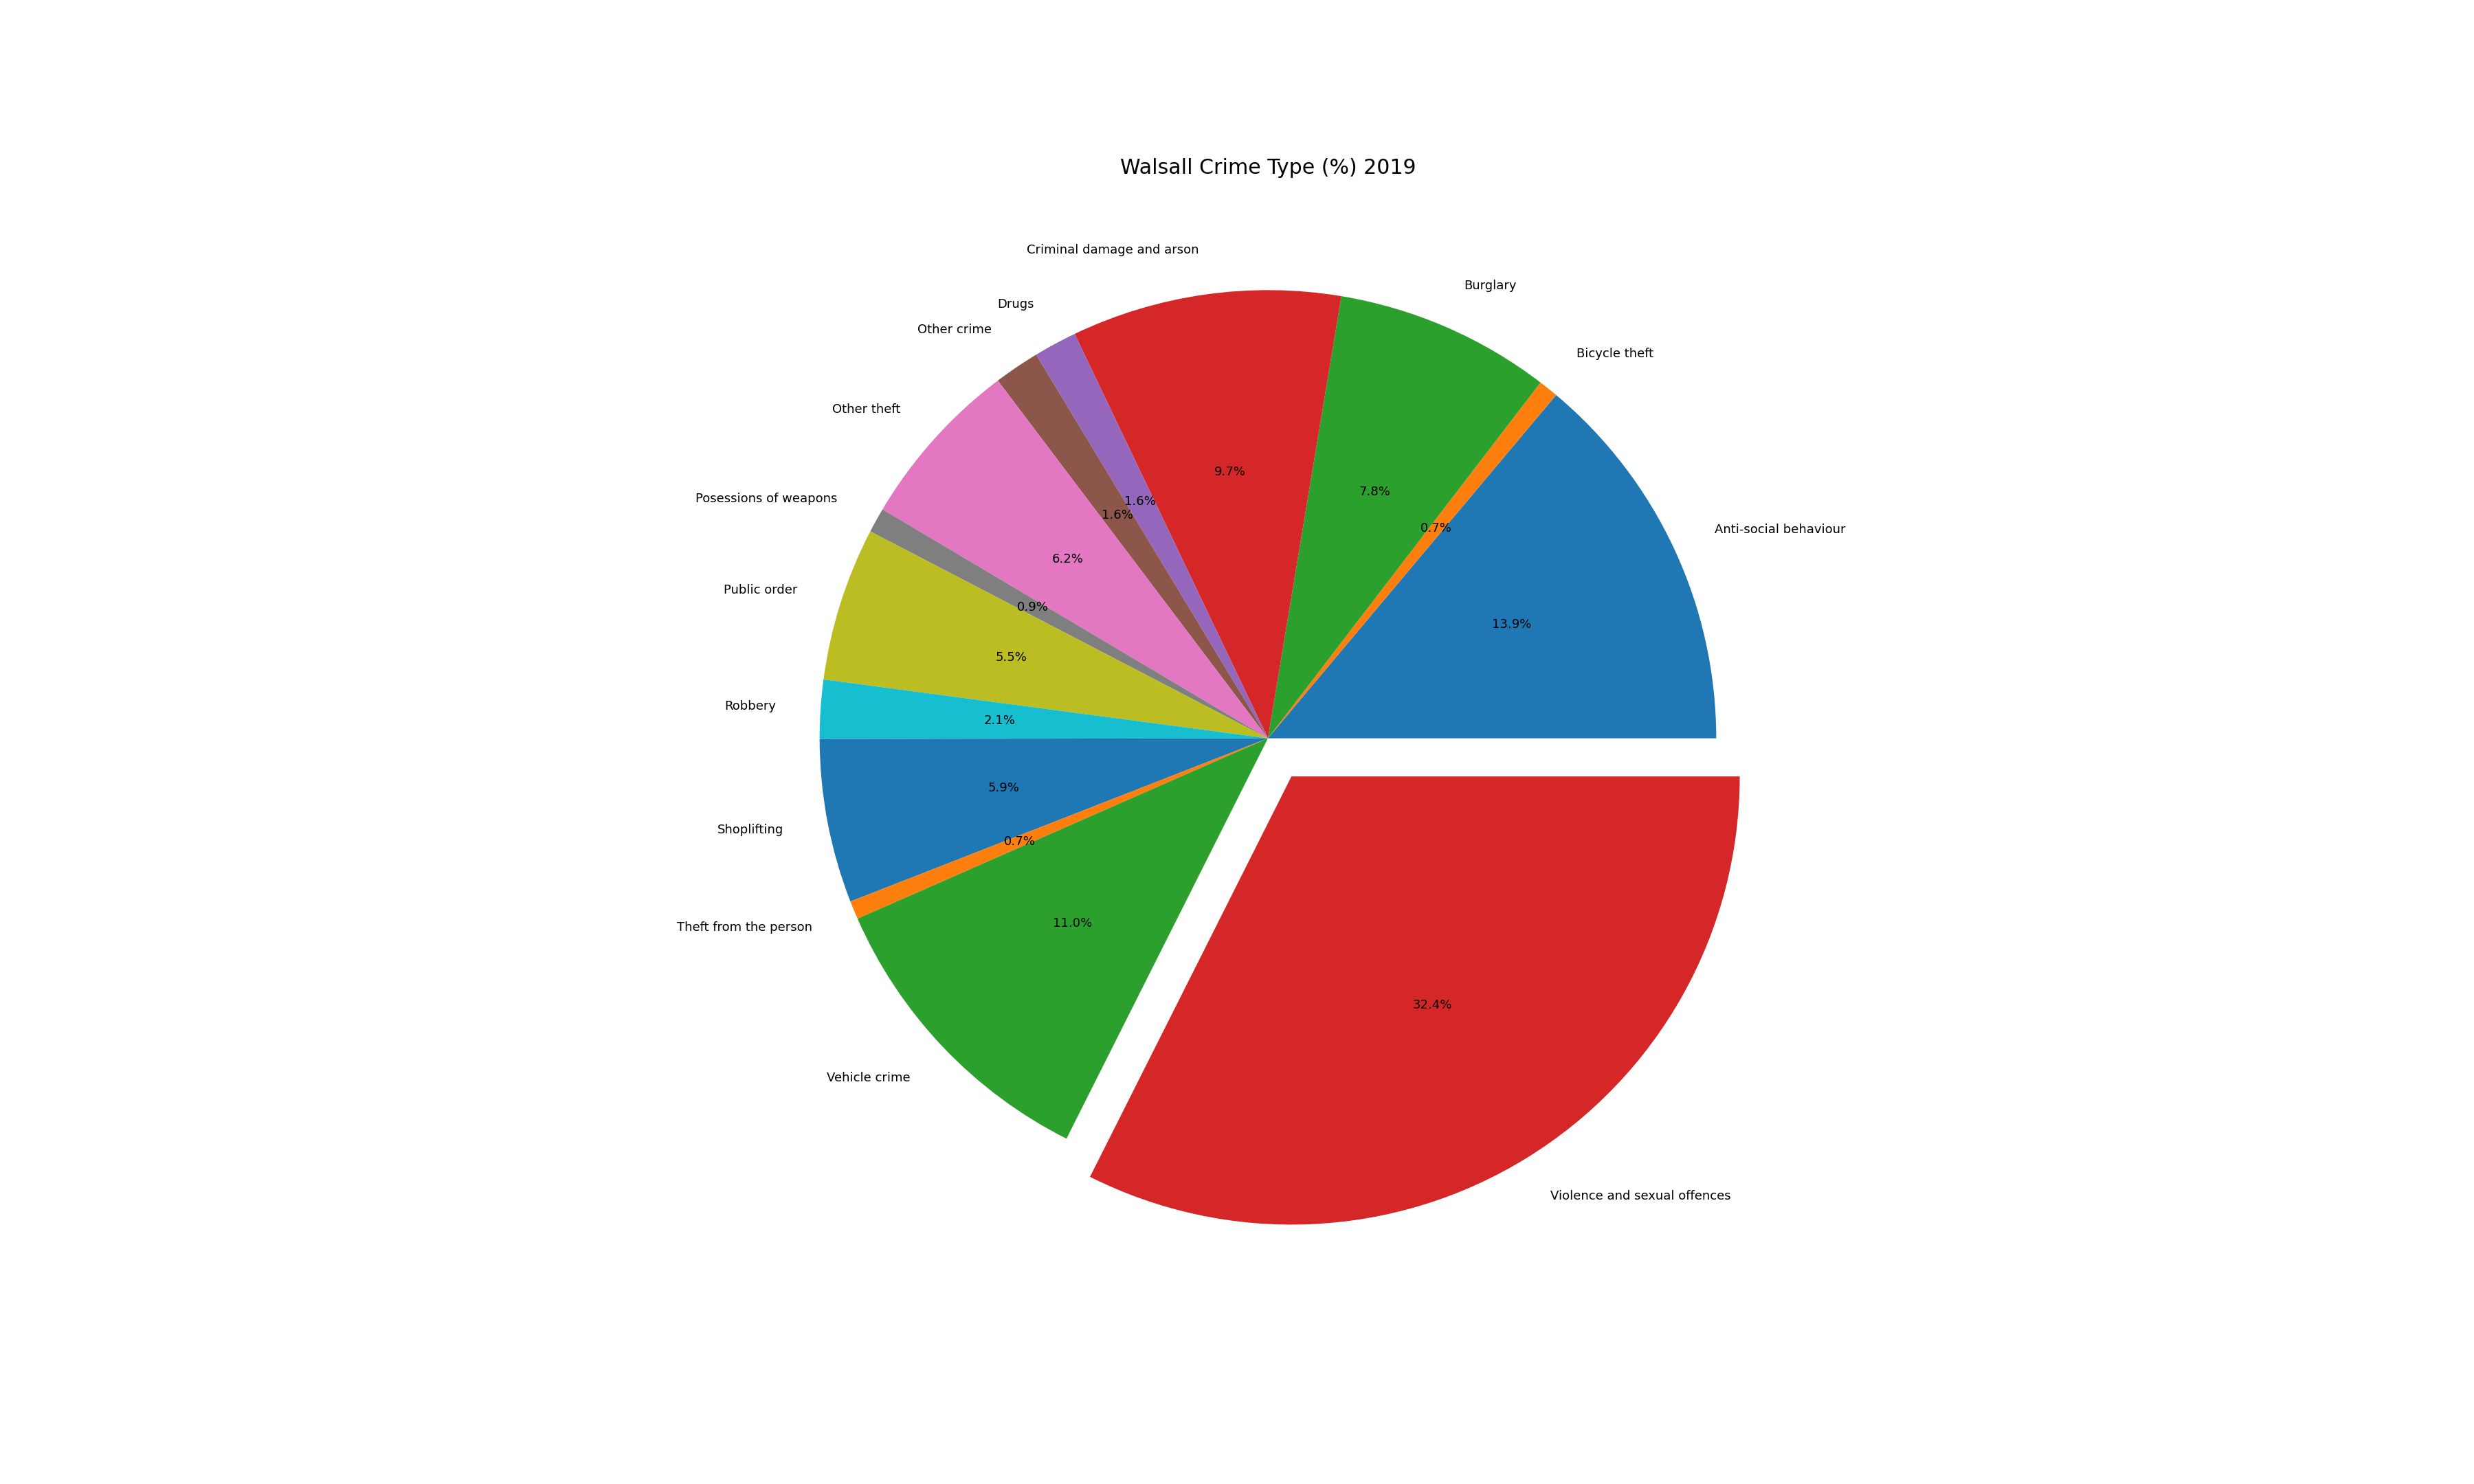 Walsall Crime Type (%) 2019
Criminal damage and arson
Burglary
Drugs
Other crime
Bicycle theft
Other theft
9.7%
7.8%
Posessions of weapons
1.6%
1.6%
0.7%
Anti-social behaviour
6.2%
Public order
0.9%
13.9%
5.5%
Robbery
2.1%
5.9%
Shoplifting
0.7%
Theft from the person
11.0%
32.4%
Vehicle crime
Violence and sexual offences